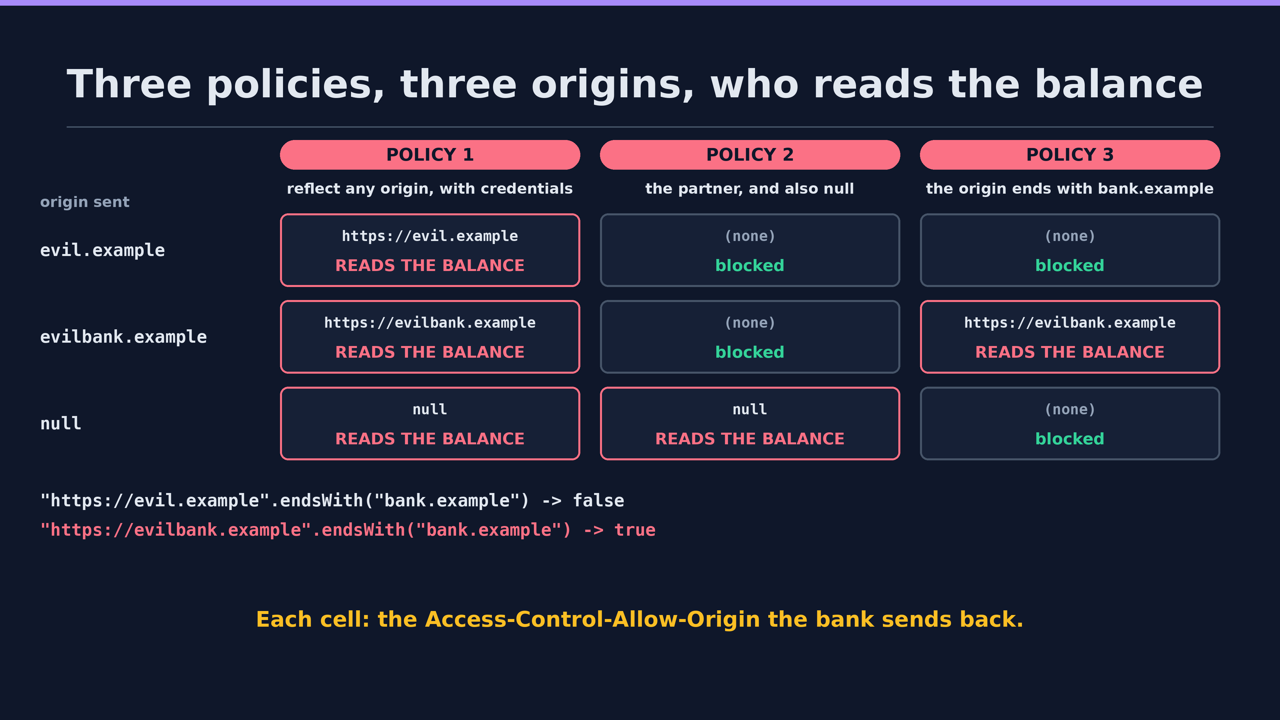 Three policies, three origins, who reads the balance
POLICY 1
POLICY 2
POLICY 3
reflect any origin, with credentials
the partner, and also null
the origin ends with bank.example
origin sent
evil.example
https://evil.example
READS THE BALANCE
(none)
blocked
(none)
blocked
evilbank.example
https://evilbank.example
READS THE BALANCE
(none)
blocked
https://evilbank.example
READS THE BALANCE
null
null
READS THE BALANCE
null
READS THE BALANCE
(none)
blocked
"https://evil.example".endsWith("bank.example") -> false
"https://evilbank.example".endsWith("bank.example") -> true
Each cell: the Access-Control-Allow-Origin the bank sends back.